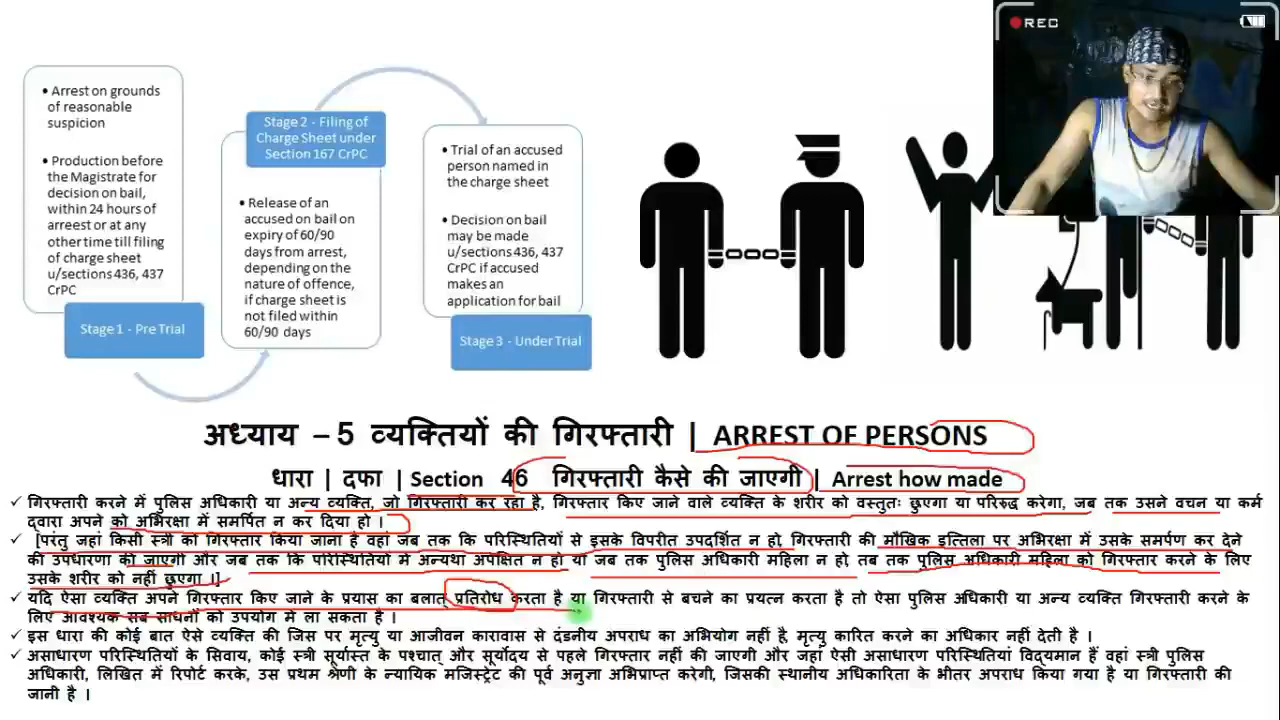 REC
• Arrest on grounds
of reasonable
suspicion
• Production before
the Magistrate for
decision on bail,
within 24 hours of
arreest or at any
other time till filing
of charge sheet
u/sections 436, 437
CrPC
Stage 1 - Pre Trial
Stage 2 - Filing of
Charge Sheet under
Section 167 CrPC
• Release of an
accused on bail on
expiry of 60/90
days from arrest,
depending on the
nature of offence,
if charge sheet is
not filed within
60/90 days
• Trial of an accused
person named in
the charge sheet
• Decision on bail
may be made
u/sections 436, 437
CrPC if accused
makes an
application for bail
Stage 3 - Under Trial
अध्याय – 5 व्यक्तियों की गिरफ्तारी | ARREST OF PERSONS
धारा | दफा | Section 46 गिरफ्तारी कैसे की जाएगी | Arrest how made
✓ गिरफ्तारी करने में पुलिस अधिकारी या अन्य व्यक्ति, जो गिरफ्तारी कर रहा है, गिरफ्तार किए जाने वाले व्यक्ति के शरीर को वस्तुतः छुएगा या परिरुद्ध करेगा, जब तक उसने वचन या कर्म
द्वारा अपने को अभिरक्षा में समर्पित न कर दिया हो ।
✓ [परंतु जहां किसी स्त्री को गिरफ्तार किया जाना है वहां जब तक कि परिस्थितियों से इसके विपरीत उपदर्शित न हो, गिरफ्तारी की मौखिक इत्तिला पर अभिरक्षा में उसके समर्पण कर देने
की उपधारणा की जाएगी और जब तक कि परिस्थितियों में अन्यथा अपेक्षित न हो या जब तक पुलिस अधिकारी महिला न हो, तब तक पुलिस अधिकारी महिला को गिरफ्तार करने के लिए
उसके शरीर को नहीं छुएगा ।]
✓ यदि ऐसा व्यक्ति अपने गिरफ्तार किए जाने के प्रयास का बलात् प्रतिरोध करता है या गिरफ्तारी से बचने का प्रयत्न करता है तो ऐसा पुलिस अधिकारी या अन्य व्यक्ति गिरफ्तारी करने के
लिए आवश्यक सब साधनों को उपयोग में ला सकता है ।
✓ इस धारा की कोई बात ऐसे व्यक्ति की जिस पर मृत्यु या आजीवन कारावास से दंडनीय अपराध का अभियोग नहीं है, मृत्यु कारित करने का अधिकार नहीं देती है ।
✓ असाधारण परिस्थितियों के सिवाय, कोई स्त्री सूर्यास्त के पश्चात् और सूर्योदय से पहले गिरफ्तार नहीं की जाएगी और जहां ऐसी असाधारण परिस्थितियां विद्यमान हैं वहां स्त्री पुलिस
अधिकारी, लिखित में रिपोर्ट करके, उस प्रथम श्रेणी के न्यायिक मजिस्ट्रेट की पूर्व अनुज्ञा अभिप्राप्त करेगी, जिसकी स्थानीय अधिकारिता के भीतर अपराध किया गया है या गिरफ्तारी की
जानी है ।